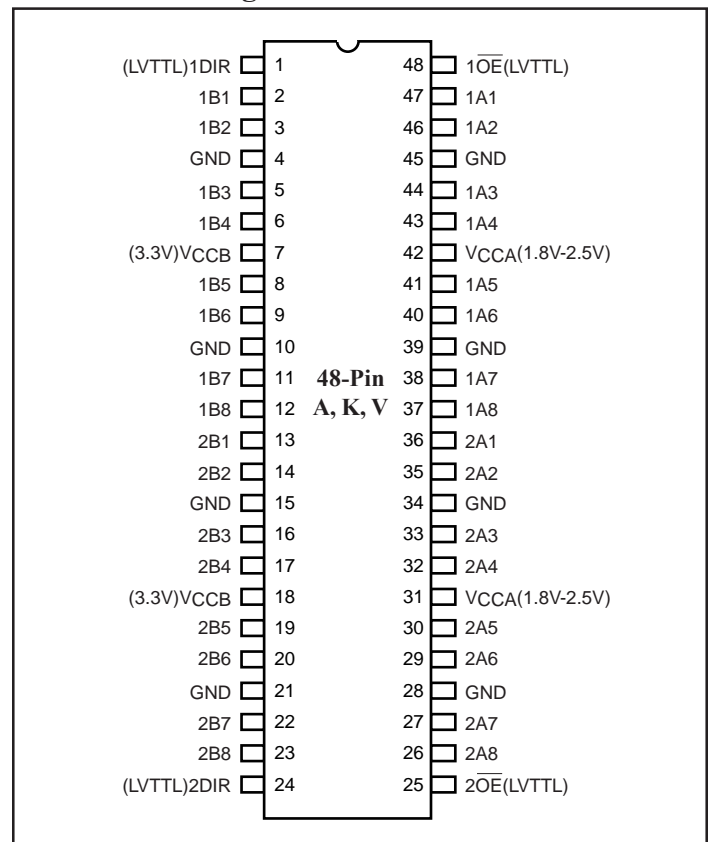 (LVTTL)1DIR 1 48 1OE(LVTTL)
1B1 2 47 1A1
1B2 3 46 1A2
GND 4 45 GND
1B3 5 44 1A3
1B4 6 43 1A4
(3.3V)VCCB 7 42 VCCA(1.8V-2.5V)
1B5 8 41 1A5
1B6 9 40 1A6
GND 10 39 GND
1B7 11 48-Pin 38 1A7
1B8 12 A, K, V 37 1A8
2B1 13 36 2A1
2B2 14 35 2A2
GND 15 34 GND
2B3 16 33 2A3
2B4 17 32 2A4
(3.3V)VCCB 18 31 VCCA(1.8V-2.5V)
2B5 19 30 2A5
2B6 20 29 2A6
GND 21 28 GND
2B7 22 27 2A7
2B8 23 26 2A8
(LVTTL)2DIR 24 25 2OE(LVTTL)